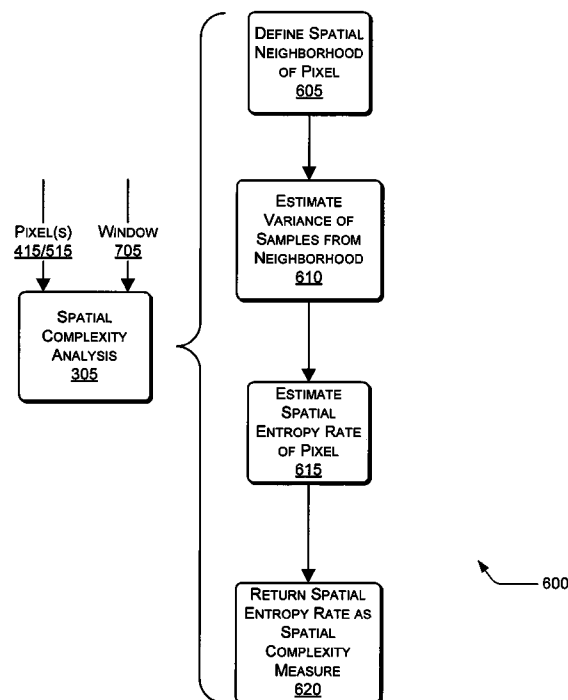 PIXEL(S)
415/515
WINDOW
705
SPATIAL
COMPLEXITY
ANALYSIS
305
DEFINE SPATIAL
NEIGHBORHOOD
OF PIXEL
605
ESTIMATE
VARIANCE OF
SAMPLES FROM
NEIGHBORHOOD
610
ESTIMATE
SPATIAL
ENTROPY RATE
OF PIXEL
615
RETURN SPATIAL
ENTROPY RATE AS
SPATIAL
COMPLEXITY
MEASURE
620
600